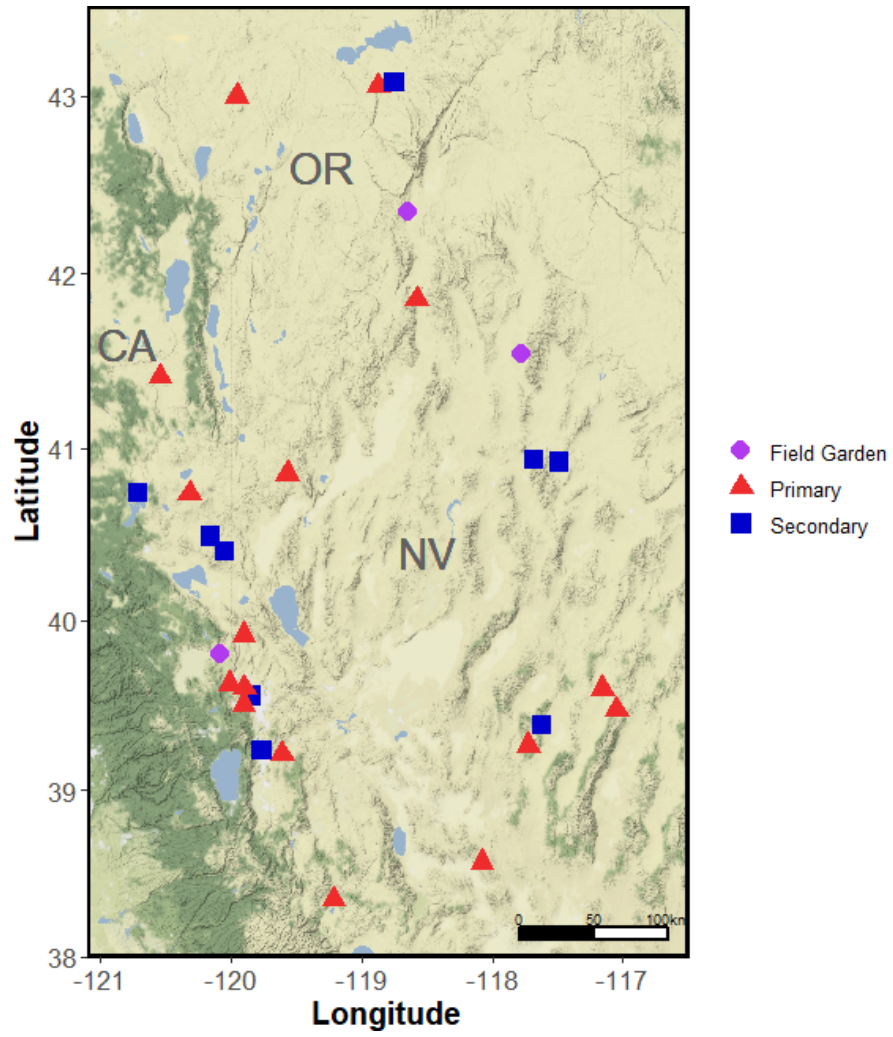 OR
CA
NV
43
42
41
40
39
38
Latitude
0 50 100km
-121 -120 -119 -118 -117
Longitude
Field Garden
Primary
Secondary